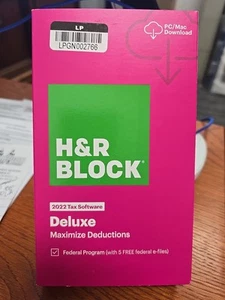 LP
LPGN002766
PC/Mac
Download
H&R
BLOCK®
2022 Tax Software
Deluxe
Maximize Deductions
Federal Program (with 5 FREE federal e-files)